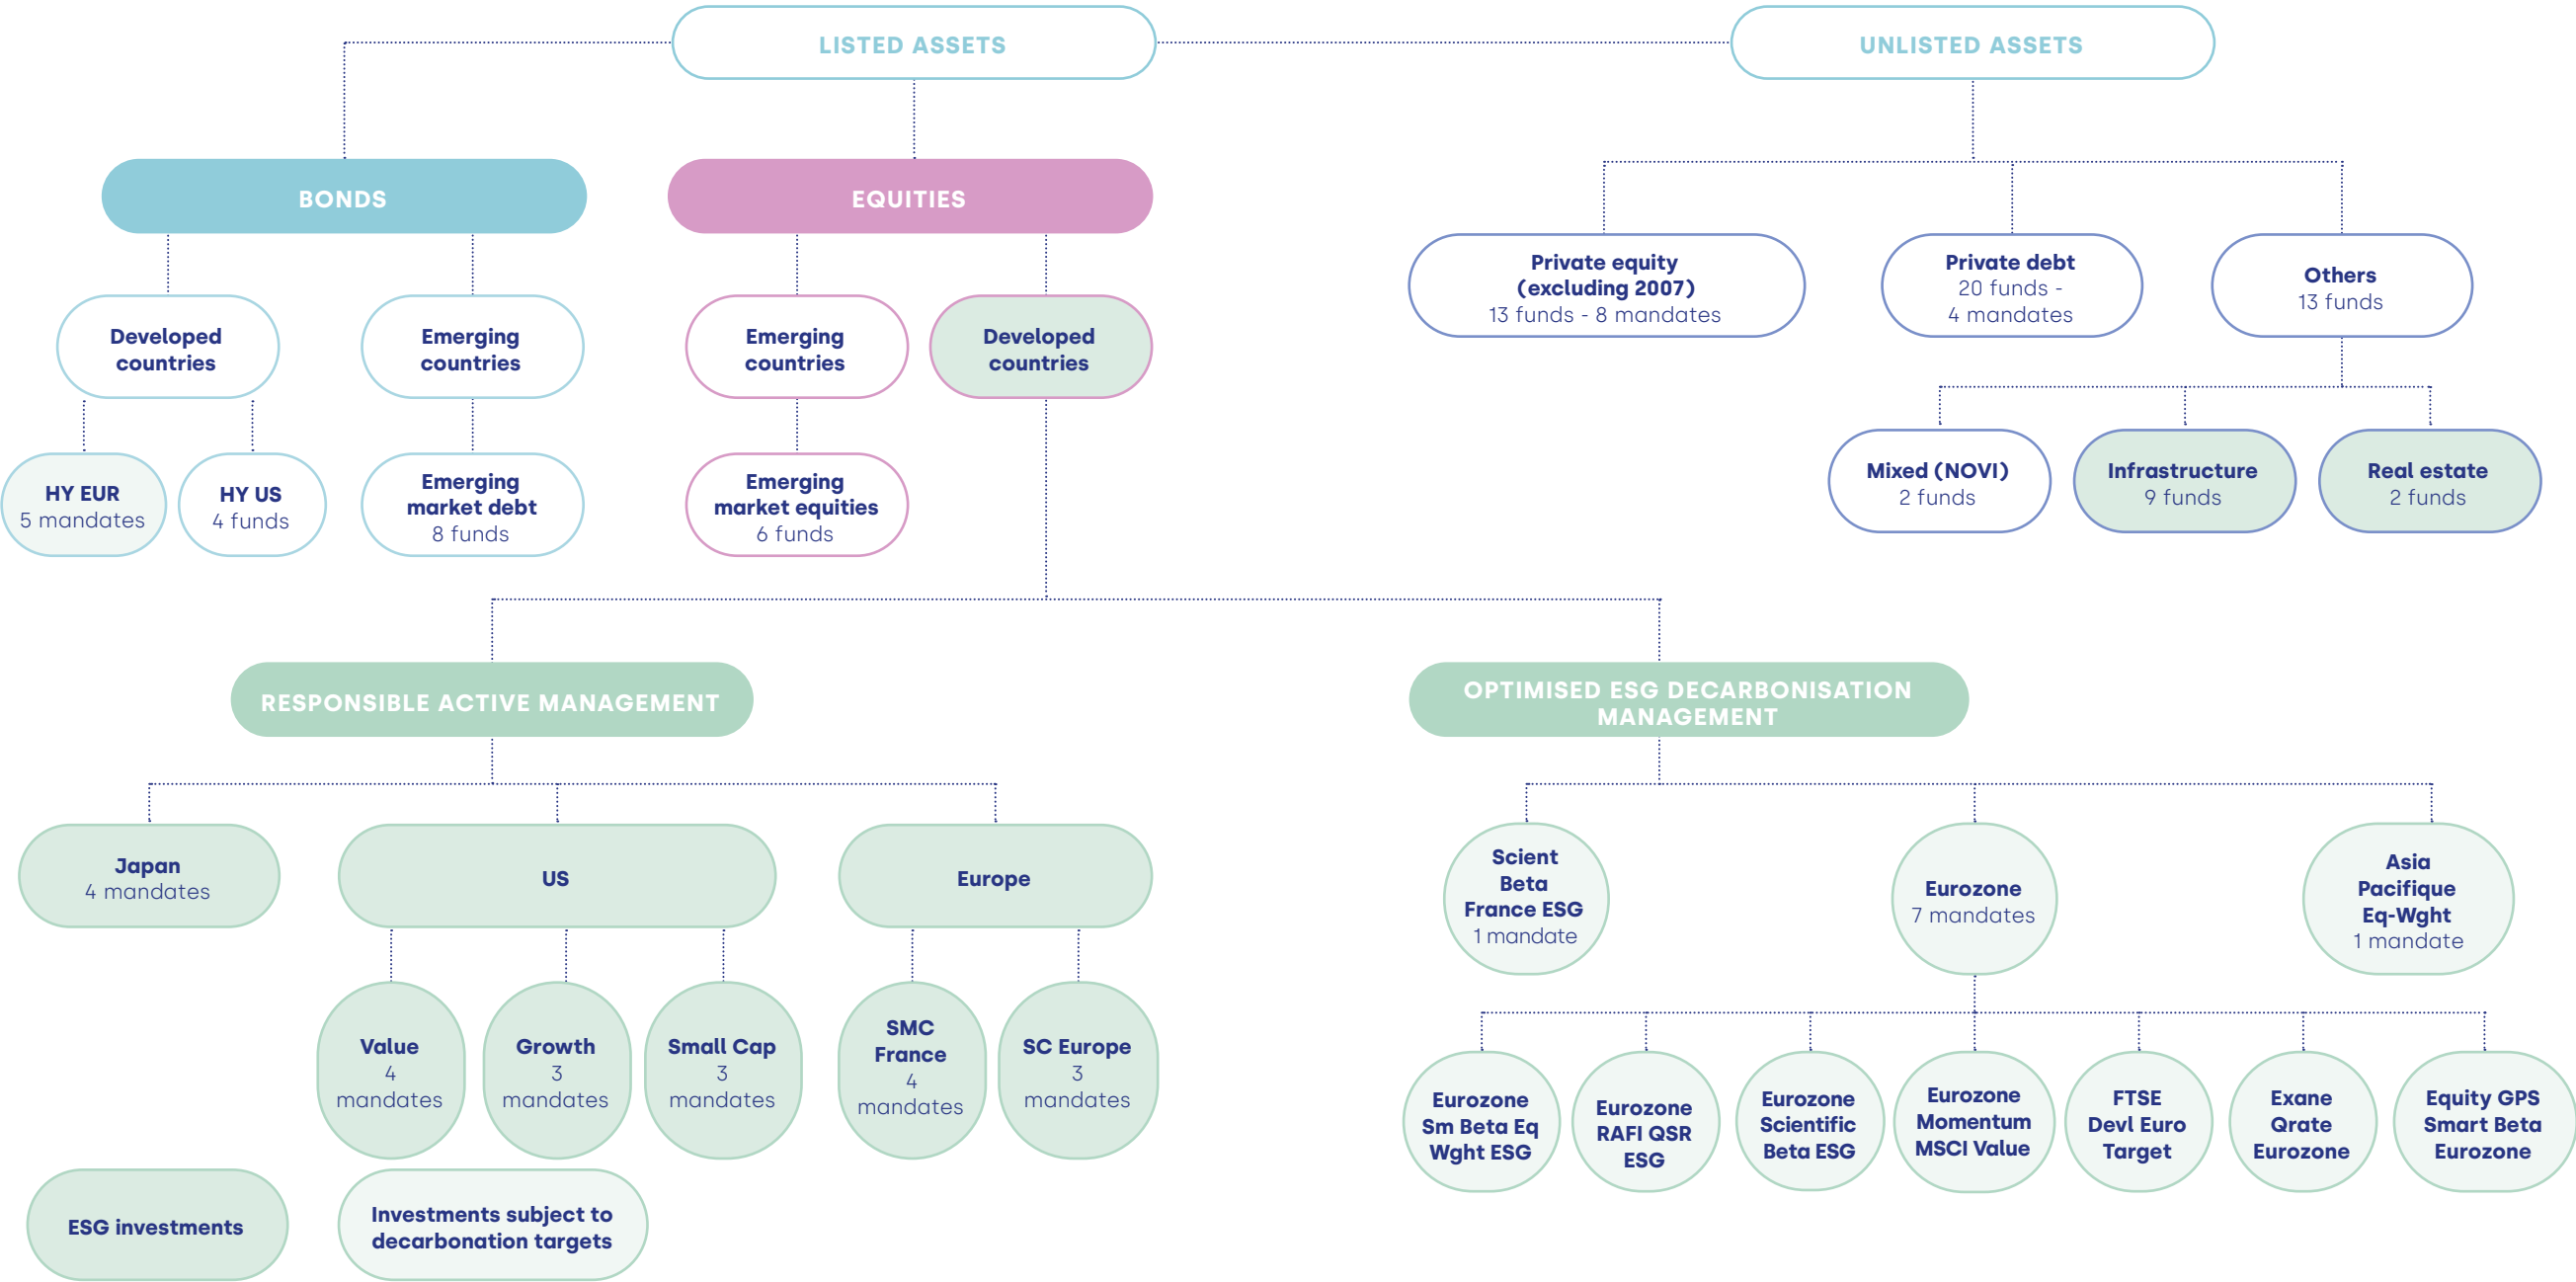 LISTED ASSETS
UNLISTED ASSETS
BONDS
EQUITIES
Private equity
(excluding 2007)
13 funds - 8 mandates
Private debt
20 funds -
4 mandates
Others
13 funds
Developed
countries
Emerging
countries
Emerging
countries
Developed
countries
HY EUR
5 mandates
HY US
4 funds
Emerging
market debt
8 funds
Emerging
market equities
6 funds
Mixed (NOVI)
2 funds
Infrastructure
9 funds
Real estate
2 funds
RESPONSIBLE ACTIVE MANAGEMENT
OPTIMISED ESG DECARBONISATION
MANAGEMENT
Japan
4 mandates
US
Europe
Scient
Beta
France ESG
1 mandate
Eurozone
7 mandates
Asia
Pacifique
Eq-Wght
1 mandate
Value
4
mandates
Growth
3
mandates
Small Cap
3
mandates
SMC
France
4
mandates
SC Europe
3
mandates
Eurozone
Sm Beta Eq
Wght ESG
Eurozone
RAFI QSR
ESG
Eurozone
Scientific
Beta ESG
Eurozone
Momentum
MSCI Value
FTSE
Devl Euro
Target
Exane
Qrate
Eurozone
Equity GPS
Smart Beta
Eurozone
ESG investments
Investments subject to
decarbonation targets